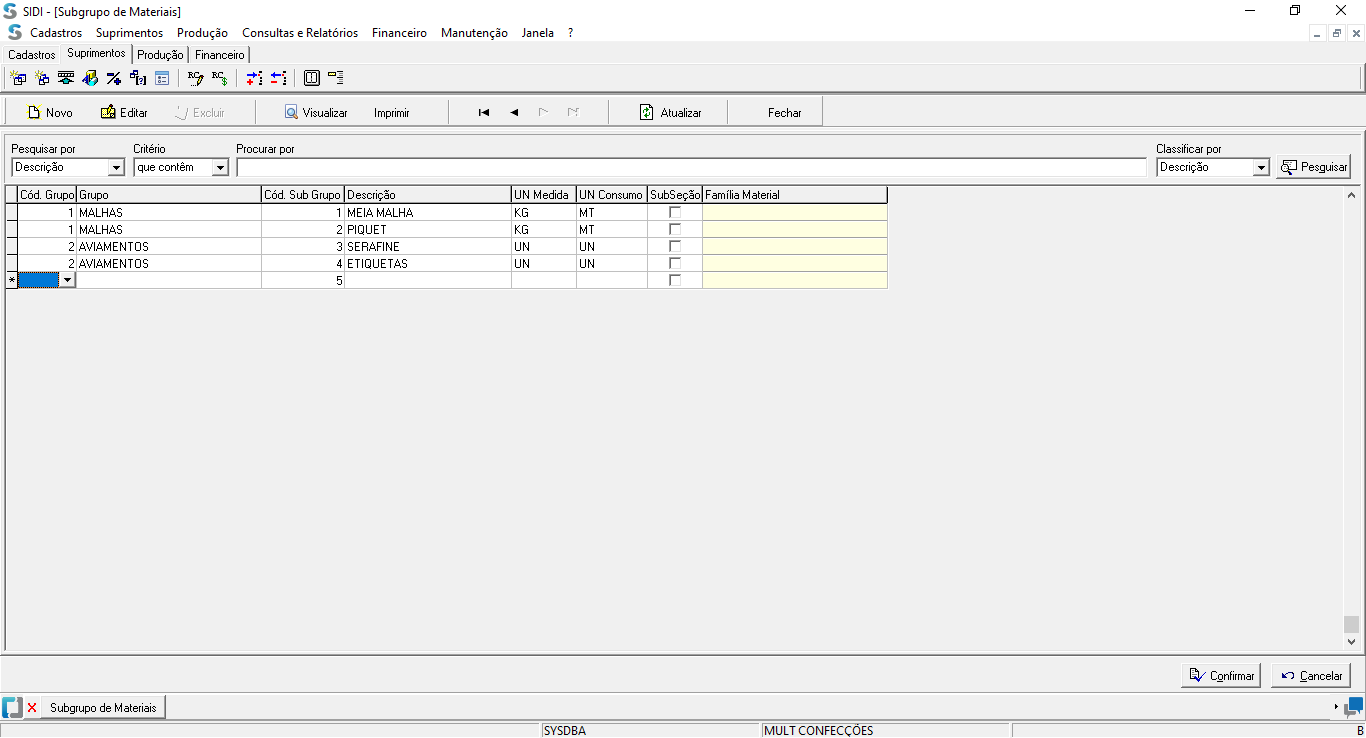 SIDI - [Subgrupo de Materiais]
Cadastros Suprimentos Produção Consultas e Relatórios Financeiro Manutenção Janela ?
Cadastros Suprimentos Produção Financeiro
Novo Editar Excluir Visualizar Imprimir Atualizar Fechar
Pesquisar por Critério Procurar por Classificar por
Descrição que contêm Descrição Pesquisar
Cód. Grupo Grupo Cód. Sub Grupo Descrição UN Medida UN Consumo SubSeção Família Material
1 MALHAS 1 MEIA MALHA KG MT
1 MALHAS 2 PIQUET KG MT
2 AVIAMENTOS 3 SERAFINE UN UN
2 AVIAMENTOS 4 ETIQUETAS UN UN
* 5
Confirmar Cancelar
Subgrupo de Materiais
SYSDBA MULT CONFECÇÕES B